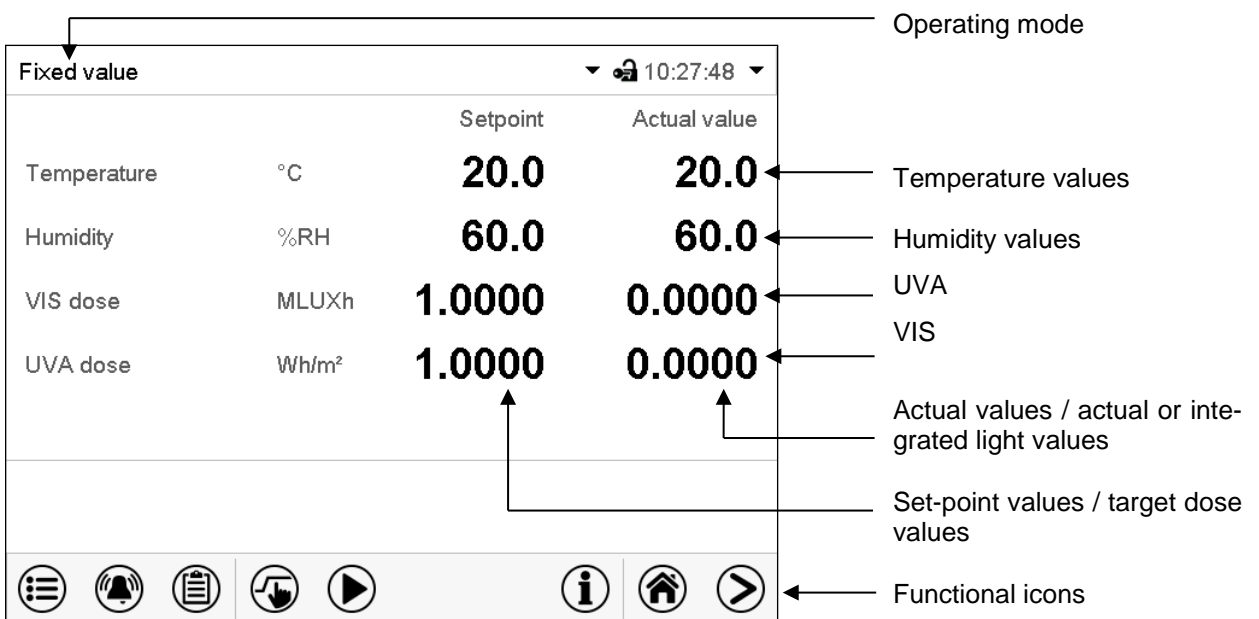 Operating mode
Fixed value 10:27:48
Setpoint Actual value
Temperature °C 20.0 20.0
Temperature values
Humidity %RH 60.0 60.0
Humidity values
VIS dose MLUXh 1.0000 0.0000
UVA
UVA dose Wh/m² 1.0000 0.0000
VIS
Actual values / actual or inte-
grated light values
Set-point values / target dose
values
Functional icons